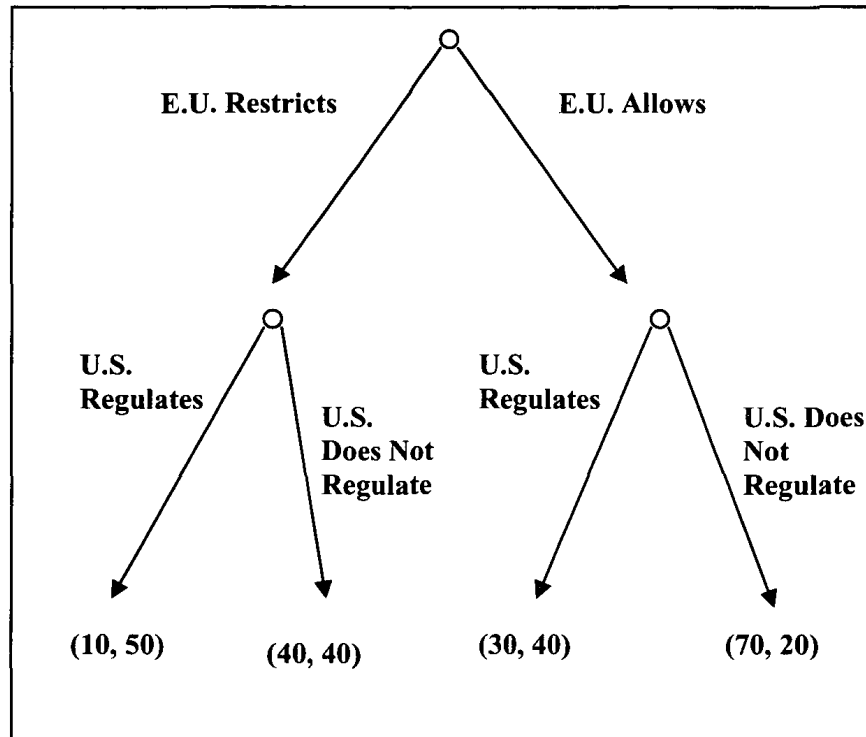 E.U. Restricts
E.U. Allows
U.S.
Regulates
U.S.
Does Not
Regulate
U.S.
Regulates
U.S. Does
Not
Regulate
(10, 50)
(40, 40)
(30, 40)
(70, 20)